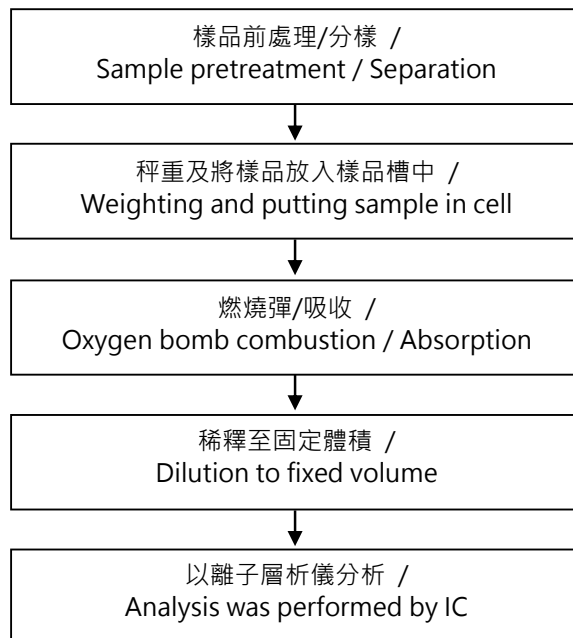 樣品前處理/分樣 /
Sample pretreatment / Separation
秤重及將樣品放入樣品槽中 /
Weighting and putting sample in cell
燃燒彈/吸收 /
Oxygen bomb combustion / Absorption
稀釋至固定體積 /
Dilution to fixed volume
以離子層析儀分析 /
Analysis was performed by IC